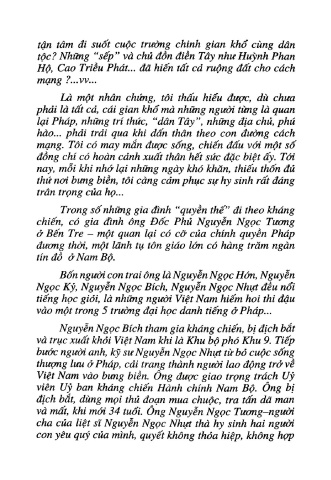 tận tâm đi suốt cuộc trường chinh gian khổ cùng dân
tộc? Những "sếp" và chủ đồn điền Tây như Huỳnh Phan
Hộ, Cao Triều Phát... đã hiến tất cả ruộng đất cho cách
mạng ?...vv...
Là một nhân chứng, tôi thấu hiểu được, dù chưa
phải là tất cả, cái gian khổ mà những người từng là quan
lại Pháp, những trí thức, "dân Tây", những địa chủ, phú
hào... phải trải qua khi dấn thân theo con đường cách
mạng. Tôi có may mắn được sống, chiến đấu với một số
đồng chí có hoàn cảnh xuất thân hết sức đặc biệt ấy. Tới
nay, mỗi khi nhớ lại những ngày khó khăn, thiếu thốn đủ
thứ nơi bưng biền, tôi càng cảm phục sự hy sinh rất đáng
trân trọng của họ...
Trong số những gia đình "quyền thế" đi theo kháng
chiến, có gia đình ông Đốc Phủ Nguyễn Ngọc Tương
ở Bến Tre – một quan lại có cỡ của chính quyền Pháp
đương thời, một lãnh tụ tôn giáo lớn có hàng trăm ngàn
tín đồ ở Nam Bộ.
Bốn người con trai ông là Nguyễn Ngọc Hớn, Nguyễn
Ngọc Kỷ, Nguyễn Ngọc Bích, Nguyễn Ngọc Nhựt đều nổi
tiếng học giỏi, là những người Việt Nam hiếm hoi thi đậu
vào một trong 5 trường đại học danh tiếng ở Pháp...
Nguyễn Ngọc Bích tham gia kháng chiến, bị địch bắt
và trục xuất khỏi Việt Nam khi là Khu bộ phó Khu 9. Tiếp
bước người anh, kỹ sư Nguyễn Ngọc Nhựt từ bỏ cuộc sống
thượng lưu ở Pháp, cải trang thành người lao động trở về
Việt Nam vào bưng biền. Ông được giao trọng trách Uỷ
viên Uỷ ban kháng chiến Hành chính Nam Bộ. Ông bị
địch bắt, dùng mọi thủ đoạn mua chuộc, tra tấn dã man
và mất, khi mới 34 tuổi. Ông Nguyễn Ngọc Tương–người
cha của liệt sĩ Nguyễn Ngọc Nhựt thà hy sinh hai người
con yêu quý của mình, quyết không thỏa hiệp, không hợp